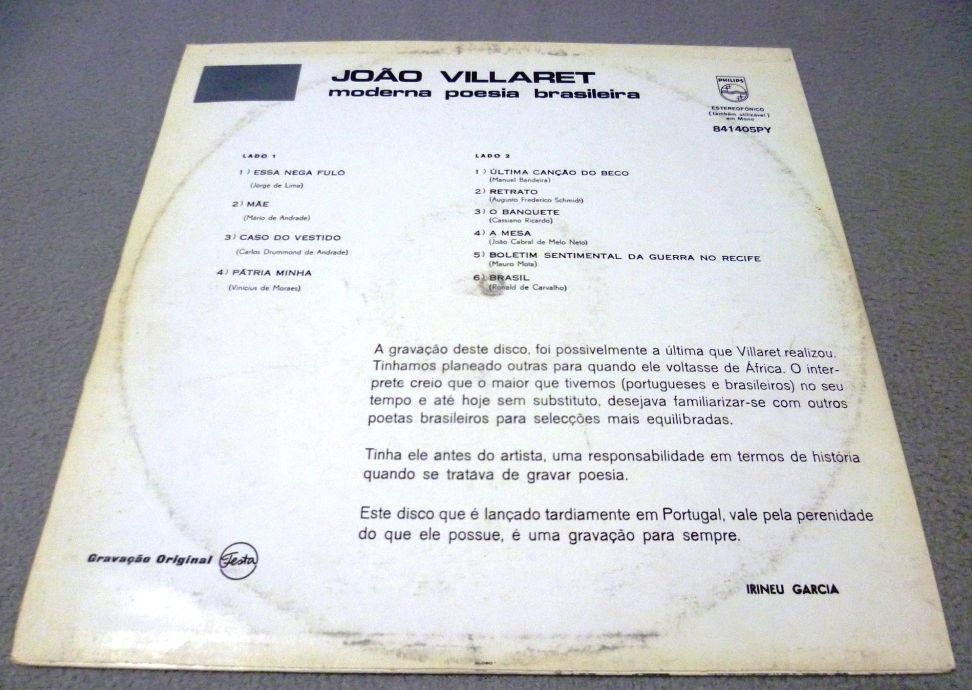 JOÃO VILLARET
moderna poesia brasileira
PHILIPS
ESTEREOFÓNICO
(também utilizável)
em Mono
841405PY
LADO 1
1) ESSA NEGA FULÔ
(Jorge de Lima)
2) MÃE
(Mário de Andrade)
3) CASO DO VESTIDO
(Carlos Drummond de Andrade)
4) PÁTRIA MINHA
(Vinicius de Moraes)
LADO 2
1) ÚLTIMA CANÇÃO DO BECO
(Manuel Bandeira)
2) RETRATO
(Augusto Frederico Schmidt)
3) O BANQUETE
(Cassiano Ricardo)
4) A MESA
(João Cabral de Melo Neto)
5) BOLETIM SENTIMENTAL DA GUERRA NO RECIFE
(Mauro Mota)
6) BRASIL
(Ronald de Carvalho)
A gravação deste disco, foi possivelmente a última que Villaret realizou.
Tinhamos planeado outras para quando ele voltasse de África. O inter-
prete creio que o maior que tivemos (portugueses e brasileiros) no seu
tempo e até hoje sem substituto, desejava familiarizar-se com outros
poetas brasileiros para selecções mais equilibradas.
Tinha ele antes do artista, uma responsabilidade em termos de história
quando se tratava de gravar poesia.
Este disco que é lançado tardiamente em Portugal, vale pela perenidade
do que ele possue, é uma gravação para sempre.
Gravação Original Festa
IRINEU GARCIA